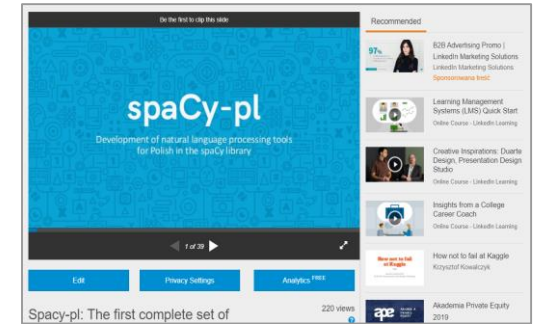 Be the first to clip this slide
spaCy-pl
Development of natural language processing tools
for Polish in the spaCy library
1 of 39
Edit
Privacy Settings
Analytics FREE
Spacy-pl: The first complete set of
220 views
Recommended
97%
B2B Advertising Promo |
LinkedIn Marketing Solutions
LinkedIn Marketing Solutions
Sponsorowana treść
Learning Management
Systems (LMS) Quick Start
Online Course - LinkedIn Learning
Creative Inspirations: Duarte
Design, Presentation Design
Studio
Online Course - LinkedIn Learning
Insights from a College
Career Coach
Online Course - LinkedIn Learning
How not to fail
at Kaggle
How not to fail at Kaggle
Krzysztof Kowalczyk
ape
Akademia Private Equity
2019